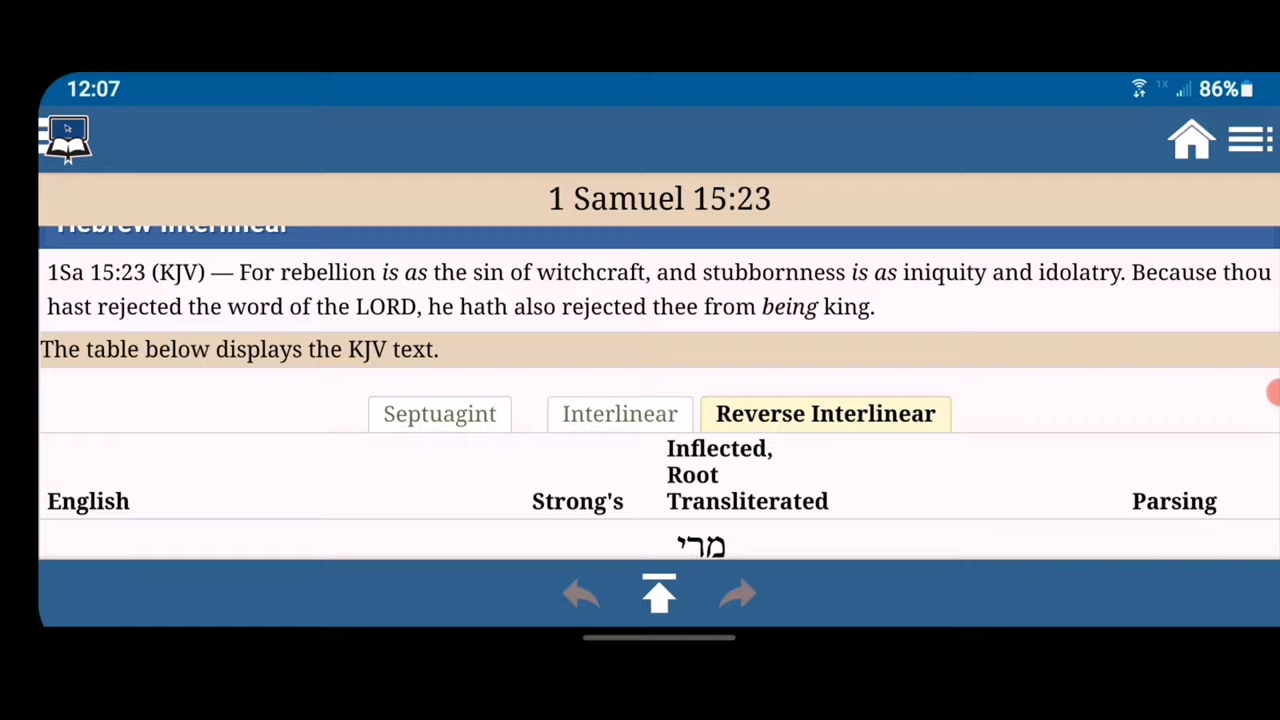 12:07
1X 86%
1 Samuel 15:23
Hebrew Interlinear
1Sa 15:23 (KJV) — For rebellion is as the sin of witchcraft, and stubbornness is as iniquity and idolatry. Because thou
hast rejected the word of the LORD, he hath also rejected thee from being king.
The table below displays the KJV text.
Septuagint Interlinear Reverse Interlinear
Inflected,
Root
English Strong's Transliterated Parsing
מרי